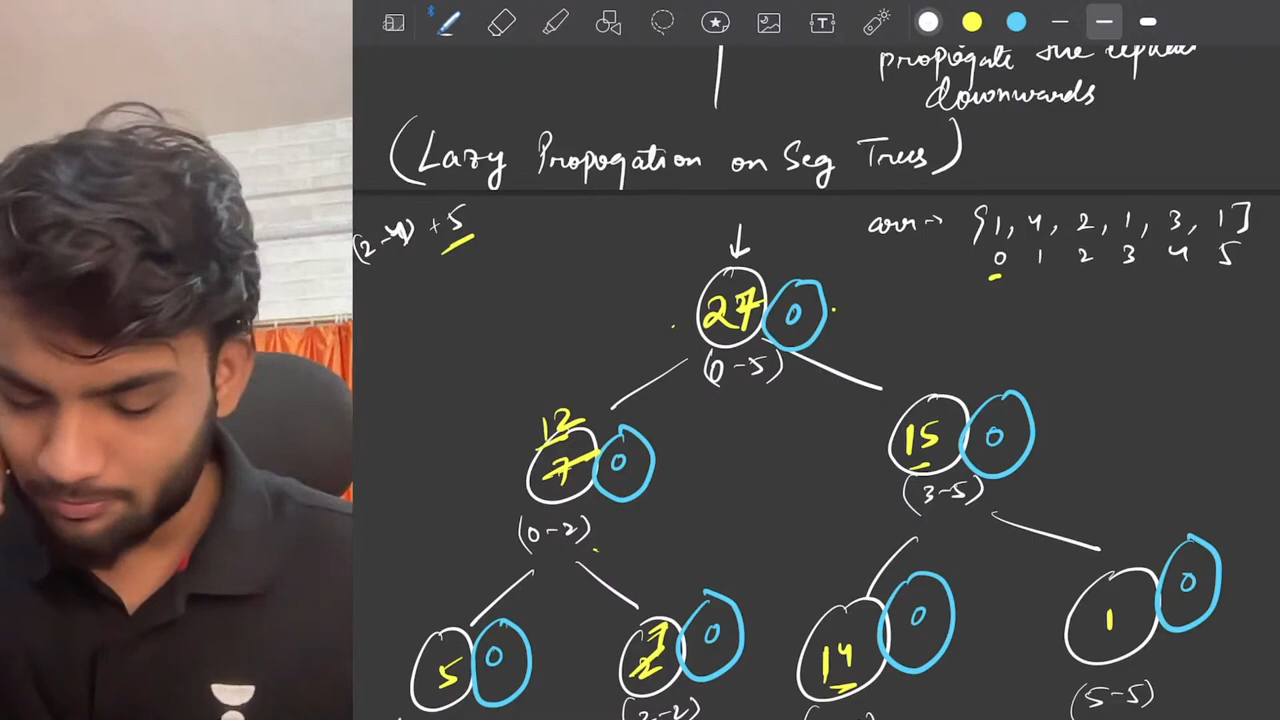 propogate the
downwards
(Lazy Propogation on Seg Trees)
(2-4) + 5
arr → {1, 4, 2, 1, 3, 1]
0 1 2 3 4 5
27 0
(0-5)
12
7 0
(0-2)
15 0
(3-5)
5 0
0
(2-2)
14 0
1 0
(5-5)
T